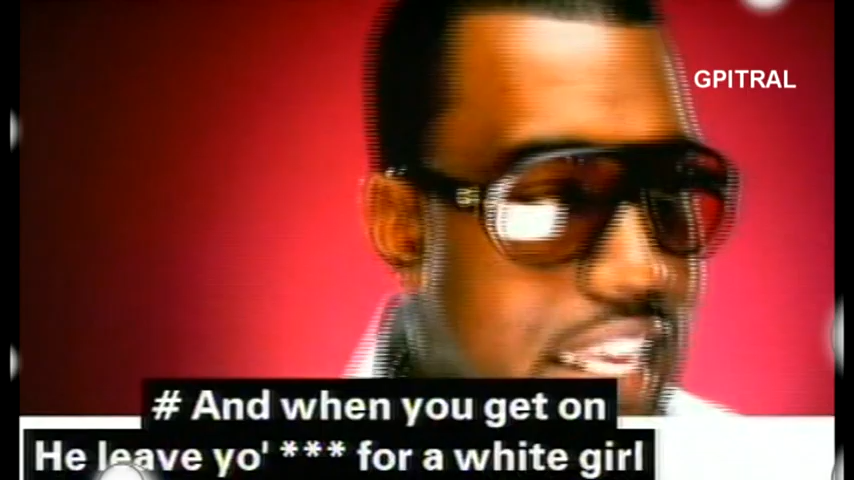 GPITRAL
# And when you get on
He leave yo' *** for a white girl